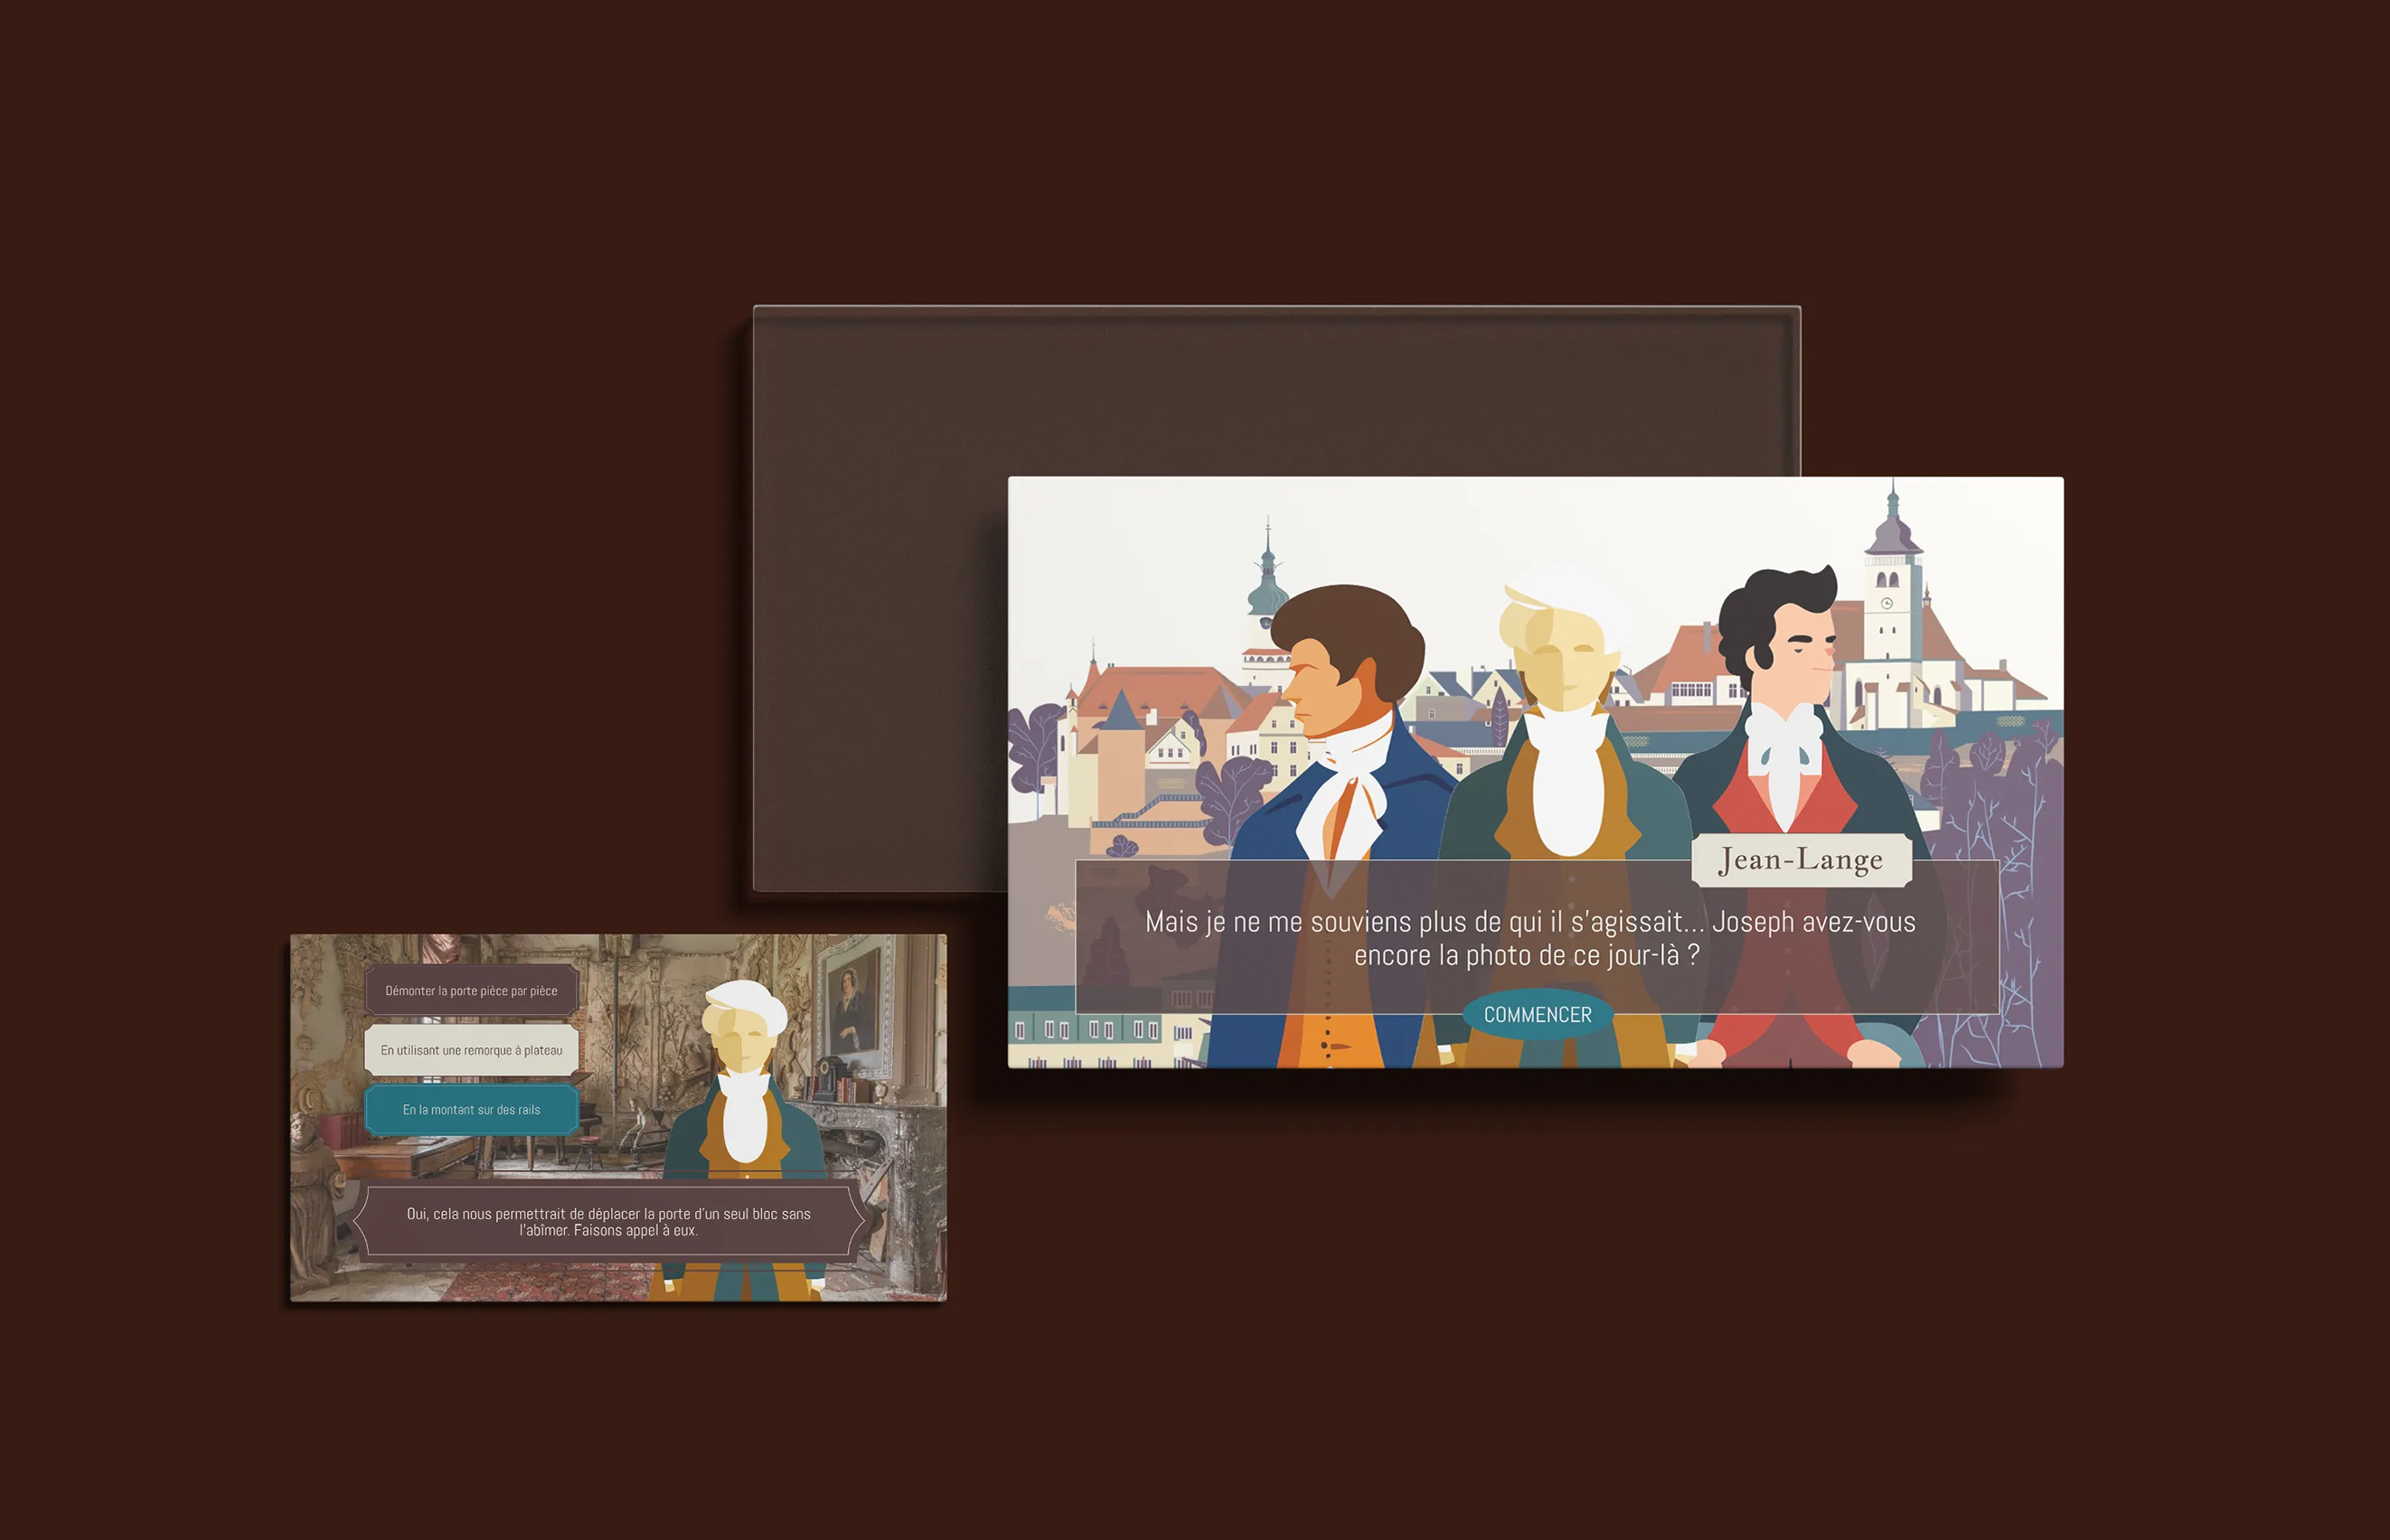 Jean-Lange
Mais je ne me souviens plus de qui il s'agissait... Joseph avez-vous
encore la photo de ce jour-là ?
COMMENCER
Démonter la porte pièce par pièce
En utilisant une remorque à plateau
En la montant sur des rails
Oui, cela nous permettrait de déplacer la porte d'un seul bloc sans
l'abîmer. Faisons appel à eux.